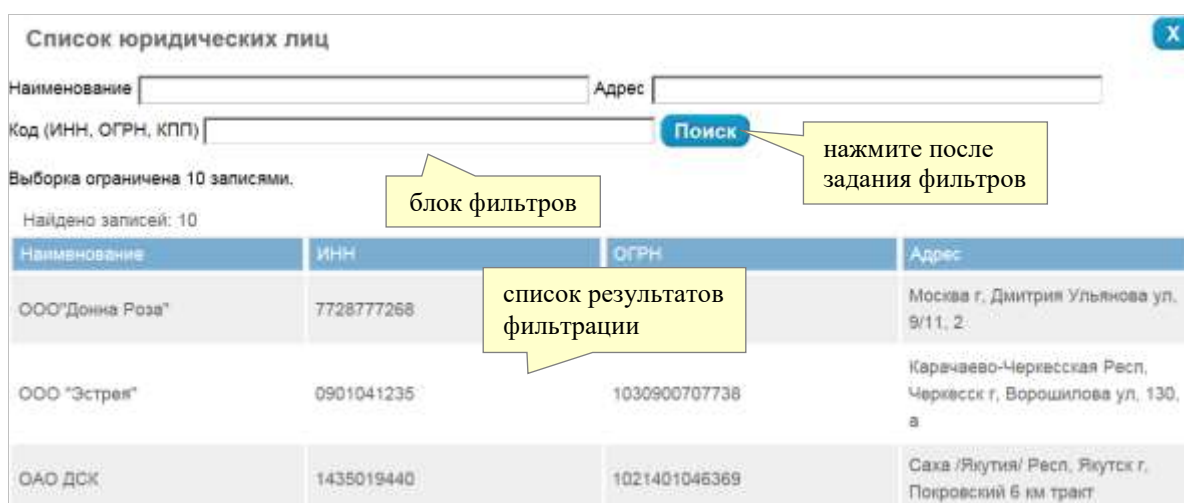 Список юридических лиц
X
Наименование
Адрес
Код (ИНН, ОГРН, КПП)
Поиск
нажмите после
задания фильтров
Выборка ограничена 10 записями.
блок фильтров
Найдено записей: 10
Наименование ИНН ОГРН Адрес
список результатов
фильтрации
ООО"Донна Роза" 7728777268 Москва г, Дмитрия Ульянова ул,
9/11, 2
ООО "Эстрея" 0901041235 1030900707738 Карачаево-Черкесская Респ,
Черкесск г, Ворошилова ул, 130,
а
ОАО ДСК 1435019440 1021401046369 Саха /Якутия/ Респ, Якутск г,
Покровский 6 км тракт